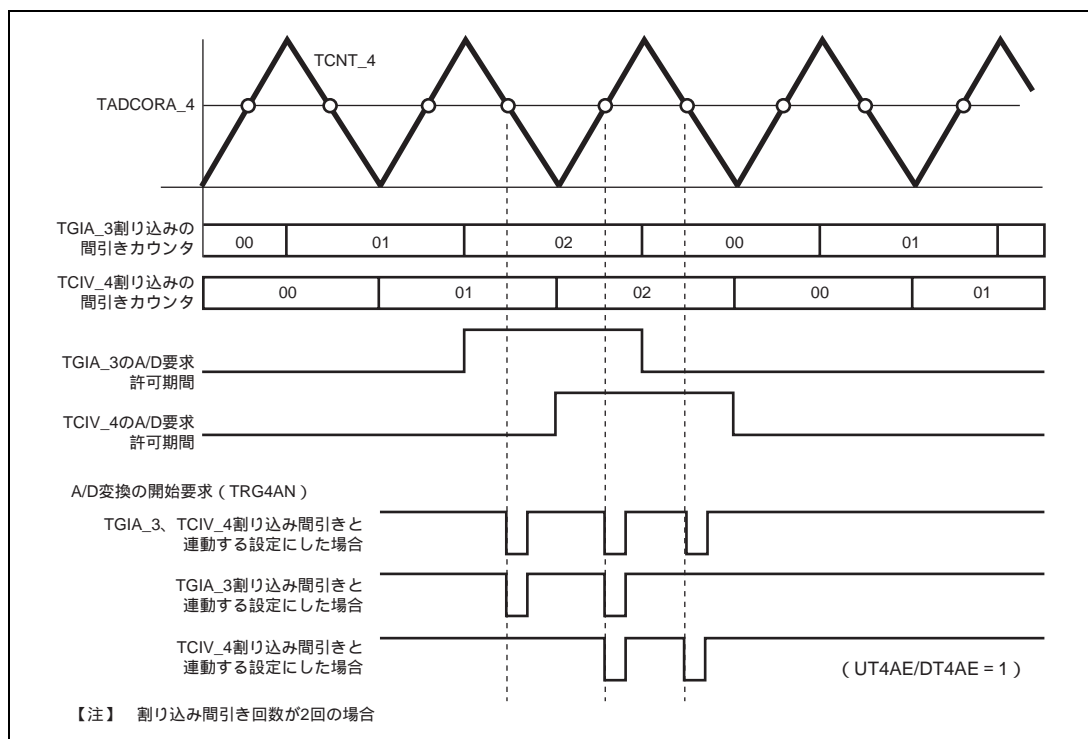 TCNT_4
TADCORA_4
TGIA_3割り込みの
間引きカウンタ
00 01 02 00 01
TCIV_4割り込みの
間引きカウンタ
00 01 02 00 01
TGIA_3のA/D要求
許可期間
TCIV_4のA/D要求
許可期間
A/D変換の開始要求（TRG4AN）
TGIA_3、TCIV_4割り込み間引きと
連動する設定にした場合
TGIA_3割り込み間引きと
連動する設定にした場合
TCIV_4割り込み間引きと
連動する設定にした場合
（UT4AE/DT4AE = 1）
【注】　割り込み間引き回数が2回の場合